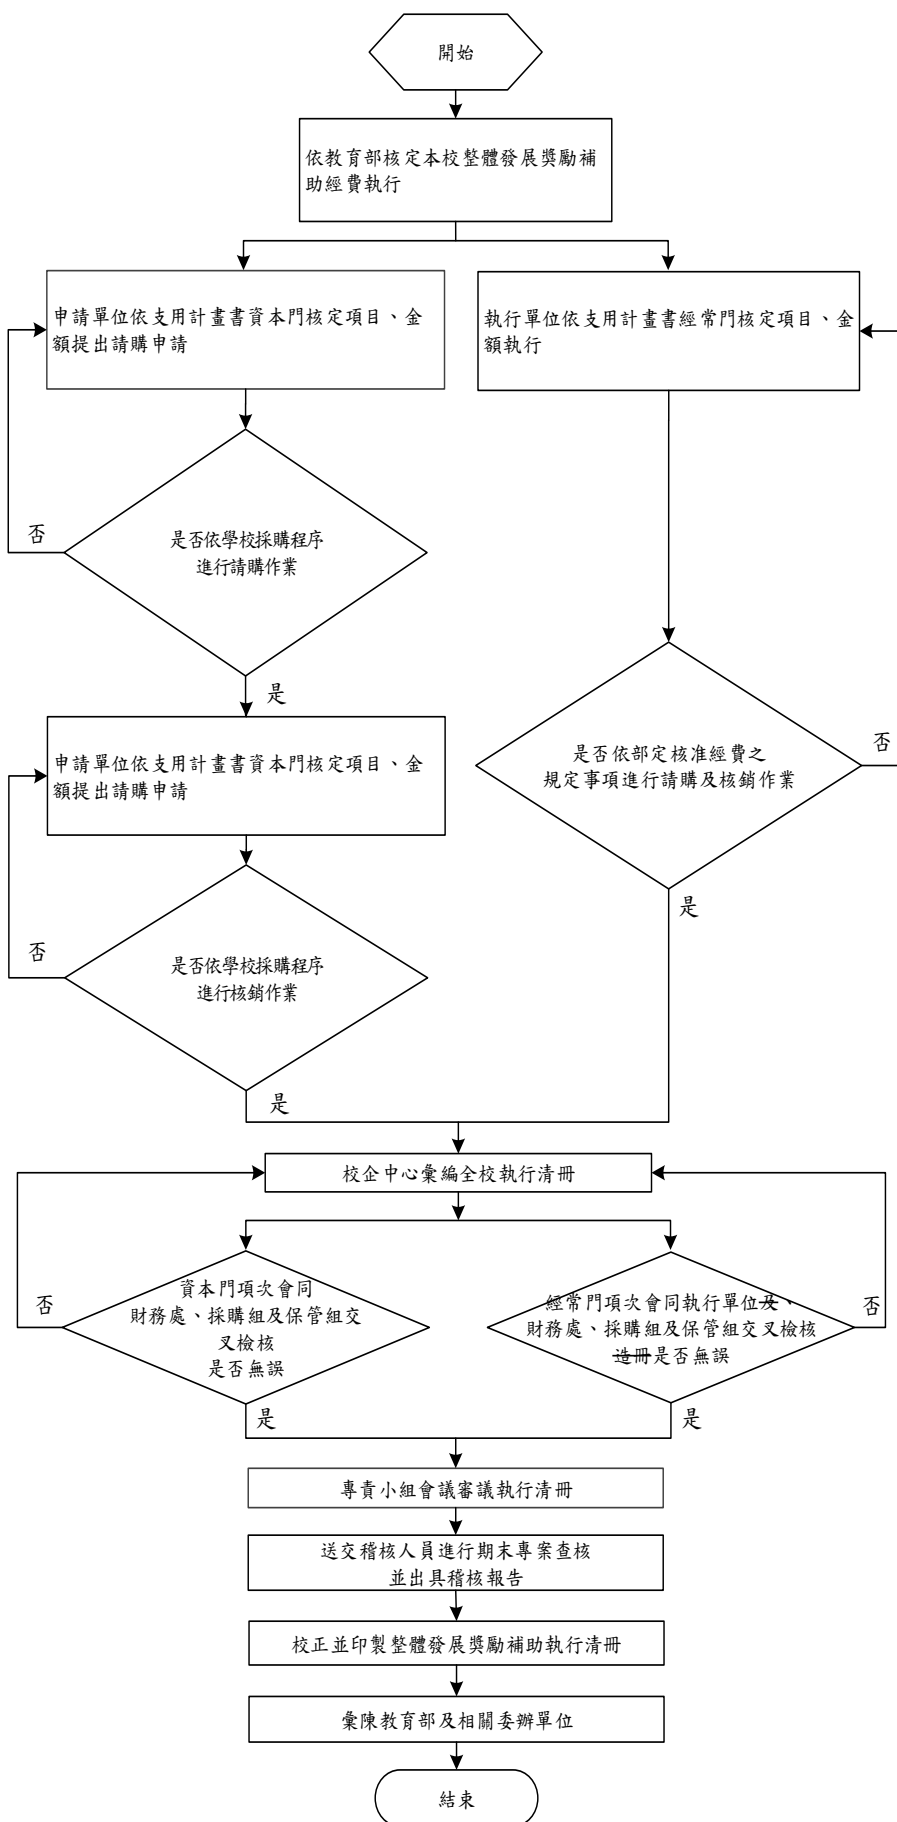 開始
依教育部核定本校整體發展獎勵補
助經費執行
申請單位依支用計畫書資本門核定項目、金
額提出請購申請
執行單位依支用計畫書經常門核定項目、金
額執行
是否依學校採購程序
進行請購作業
否
是
申請單位依支用計畫書資本門核定項目、金
額提出請購申請
是否依部定核准經費之
規定事項進行請購及核銷作業
否
是
是否依學校採購程序
進行核銷作業
否
是
校企中心彙編全校執行清冊
資本門項次會同
財務處、採購組及保管組交
叉檢核
是否無誤
否
是
經常門項次會同執行單位及、
財務處、採購組及保管組交叉檢核
造冊是否無誤
否
是
專責小組會議審議執行清冊
送交稽核人員進行期末專案查核
並出具稽核報告
校正並印製整體發展獎勵補助執行清冊
彙陳教育部及相關委辦單位
結束